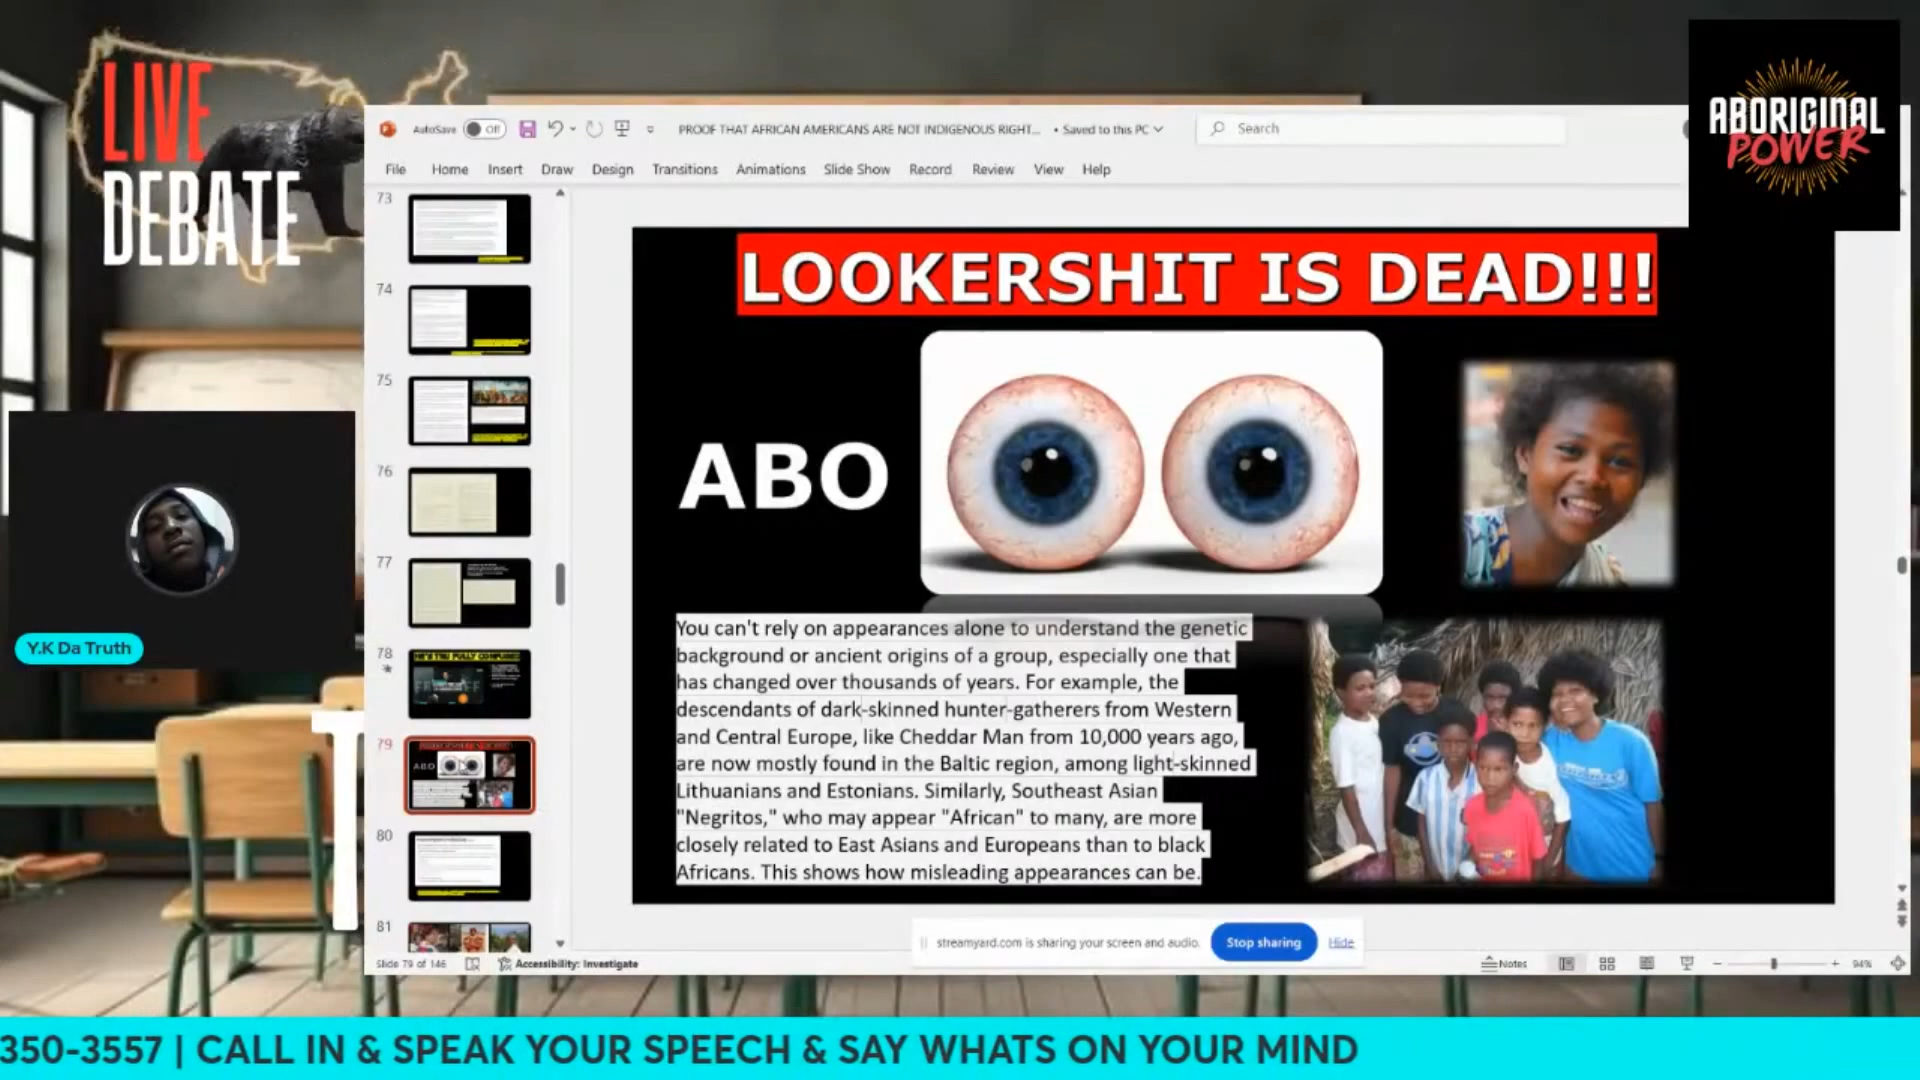 LIVE
DEBATE
ABORIGINAL
POWER
AutoSave Off PROOF THAT AFRICAN AMERICANS ARE NOT INDIGENOUS RIGHT... • Saved to this PC Search
File Home Insert Draw Design Transitions Animations Slide Show Record Review View Help
73
74
75
76
77
78
79
80
81
LOOKERSHIT IS DEAD!!!
ABO
You can't rely on appearances alone to understand the genetic
background or ancient origins of a group, especially one that
has changed over thousands of years. For example, the
descendants of dark-skinned hunter-gatherers from Western
and Central Europe, like Cheddar Man from 10,000 years ago,
are now mostly found in the Baltic region, among light-skinned
Lithuanians and Estonians. Similarly, Southeast Asian
"Negritos," who may appear "African" to many, are more
closely related to East Asians and Europeans than to black
Africans. This shows how misleading appearances can be.
Y.K Da Truth
streamyard.com is sharing your screen and audio. Stop sharing Hide
Slide 79 of 146 Accessibility: Investigate Notes 94%
350-3557 | CALL IN & SPEAK YOUR SPEECH & SAY WHATS ON YOUR MIND